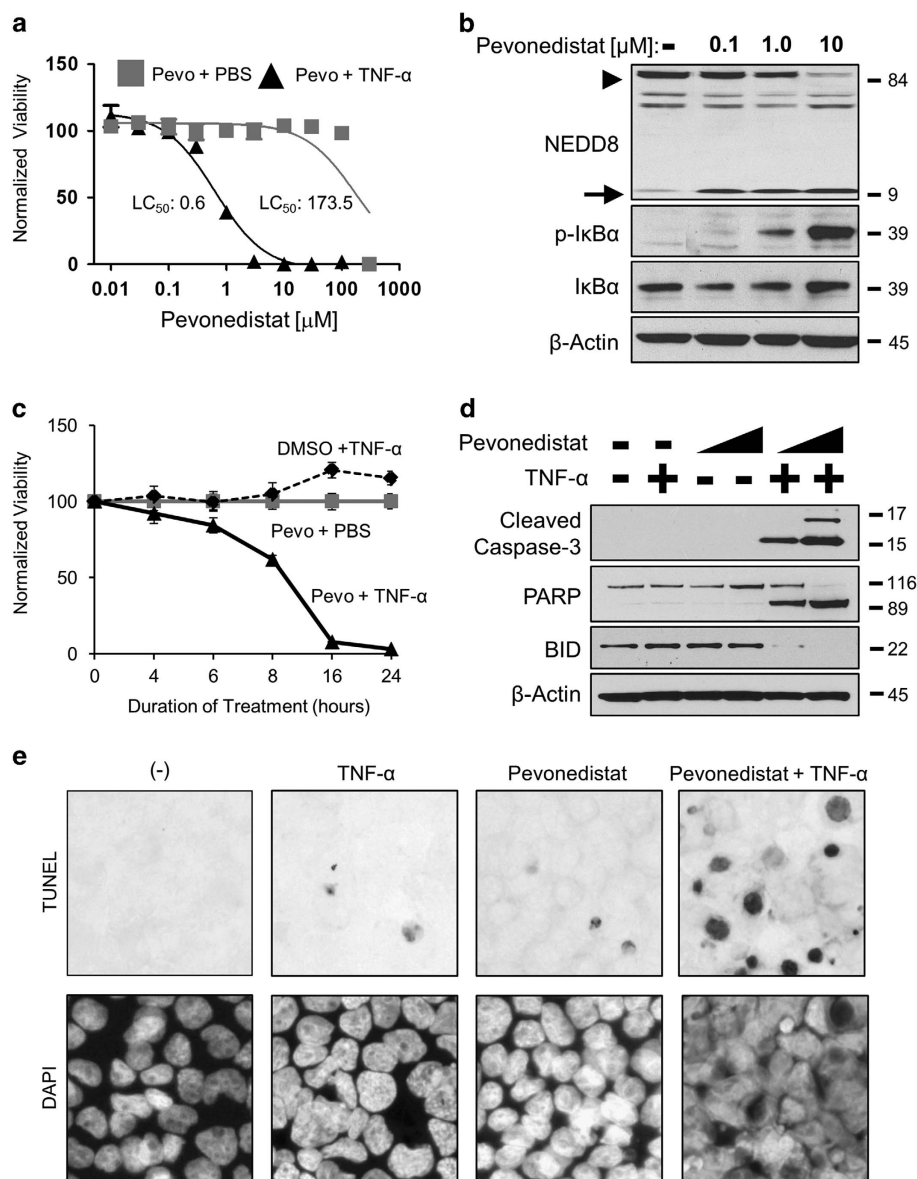 a
150
100
50
0
Normalized Viability
Pevo + PBS
Pevo + TNF-α
LC50: 0.6
LC50: 173.5
0.01 0.1 1 10 100 1000
Pevonedistat [μM]
b
Pevonedistat [μM]: - 0.1 1.0 10
84
NEDD8
9
p-IκBα
39
IκBα
39
β-Actin
45
c
150
100
50
0
Normalized Viability
DMSO +TNF-α
Pevo + PBS
Pevo + TNF-α
0 4 6 8 16 24
Duration of Treatment (hours)
d
Pevonedistat - -
TNF-α - + - - + +
Cleaved
Caspase-3
17
15
PARP
116
89
BID
22
β-Actin
45
e
(-) TNF-α Pevonedistat Pevonedistat + TNF-α
TUNEL
DAPI